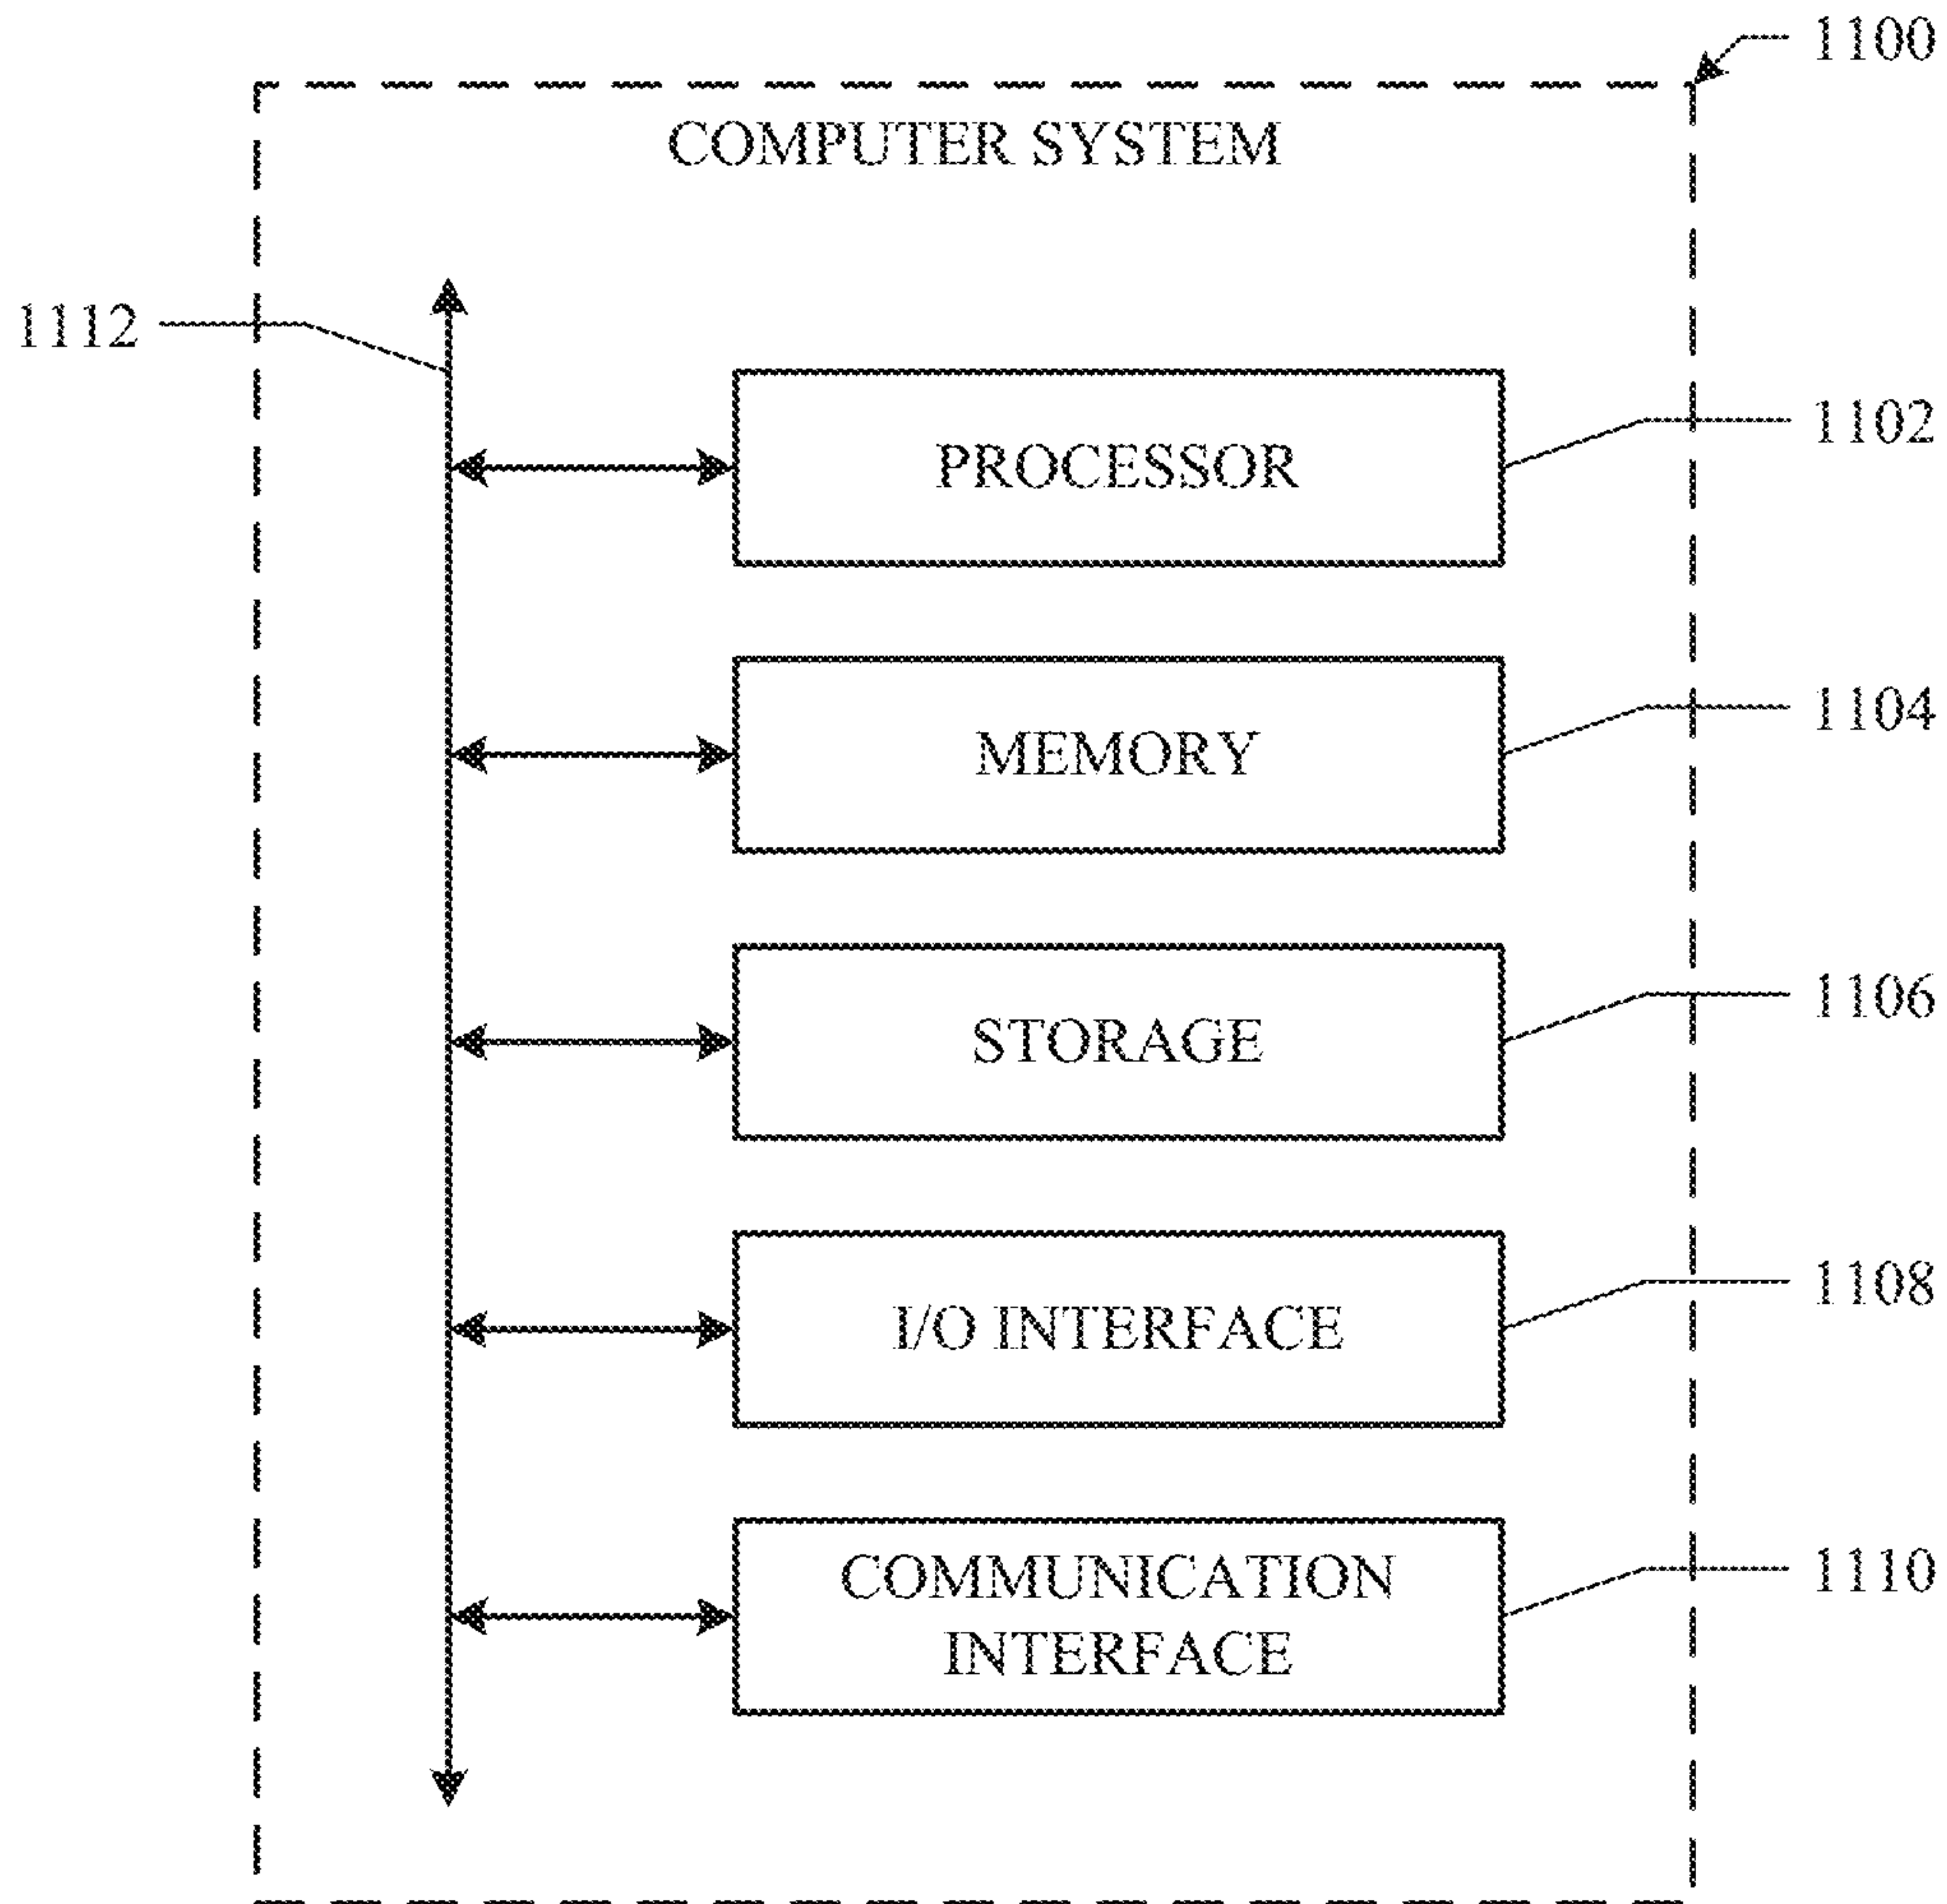 1100
COMPUTER SYSTEM
1112
1102
PROCESSOR
1104
MEMORY
1106
STORAGE
1108
I/O INTERFACE
1110
COMMUNICATION
INTERFACE